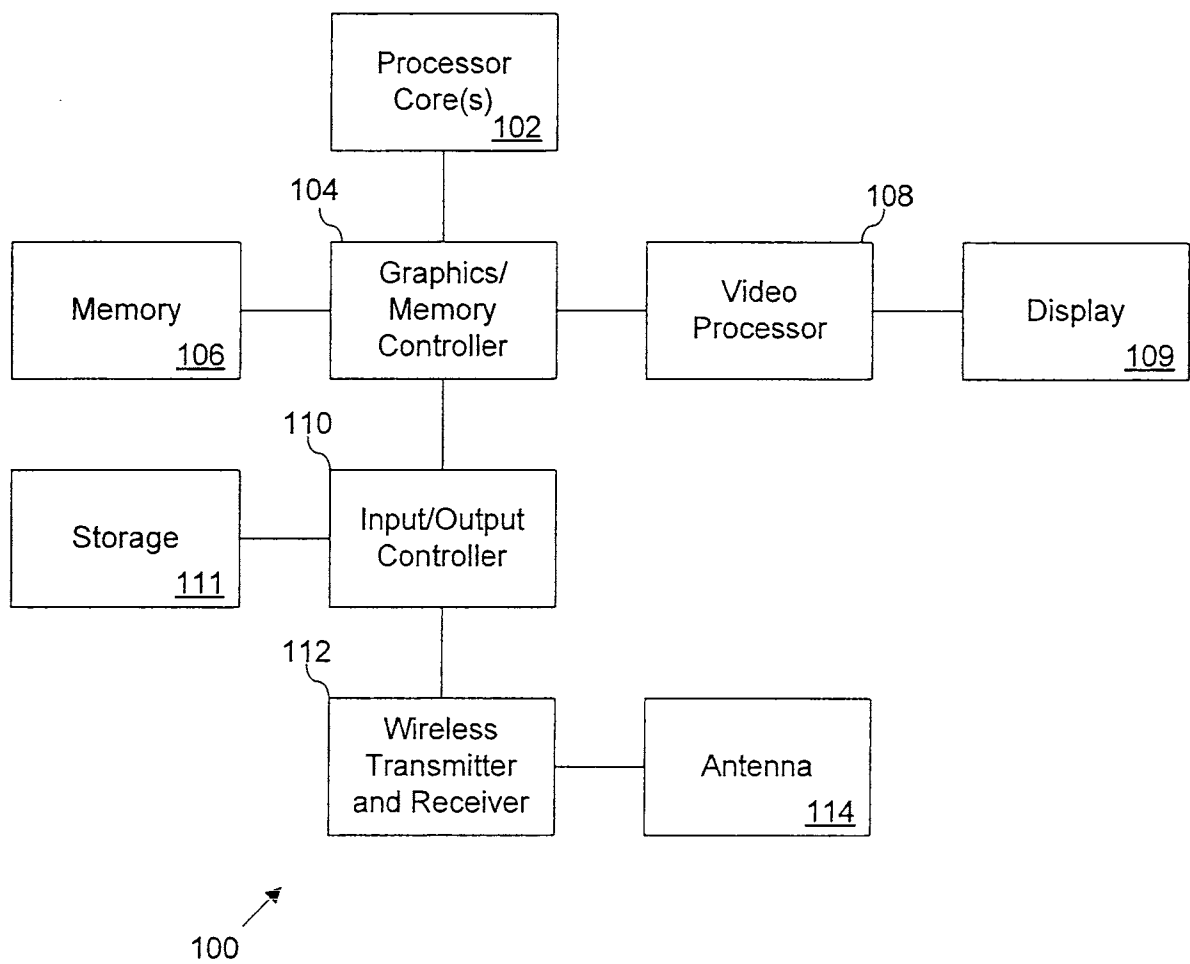 Processor
Core(s)
102
104
108
Memory
106
Graphics/
Memory
Controller
Video
Processor
Display
109
110
Storage
111
Input/Output
Controller
112
Wireless
Transmitter
and Receiver
Antenna
114
100